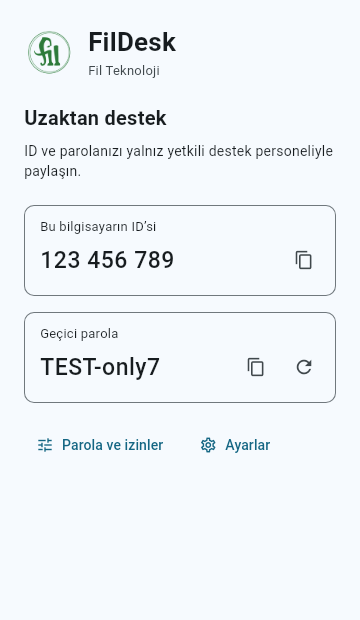 fil
FilDesk
Fil Teknoloji
Uzaktan destek
ID ve parolanızı yalnız yetkili destek personeliyle
paylaşın.
Bu bilgisayarın ID’si
123 456 789
Geçici parola
TEST-only7
Parola ve izinler
Ayarlar